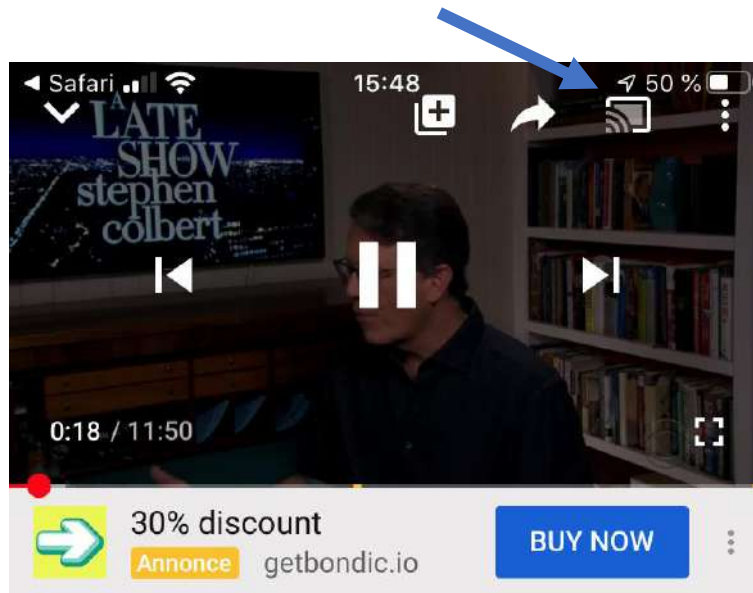 Safari 15:48 50 %
A
LATE
SHOW
with
stephen
colbert
0:18 / 11:50
30% discount
BUY NOW
Annonce getbondic.io